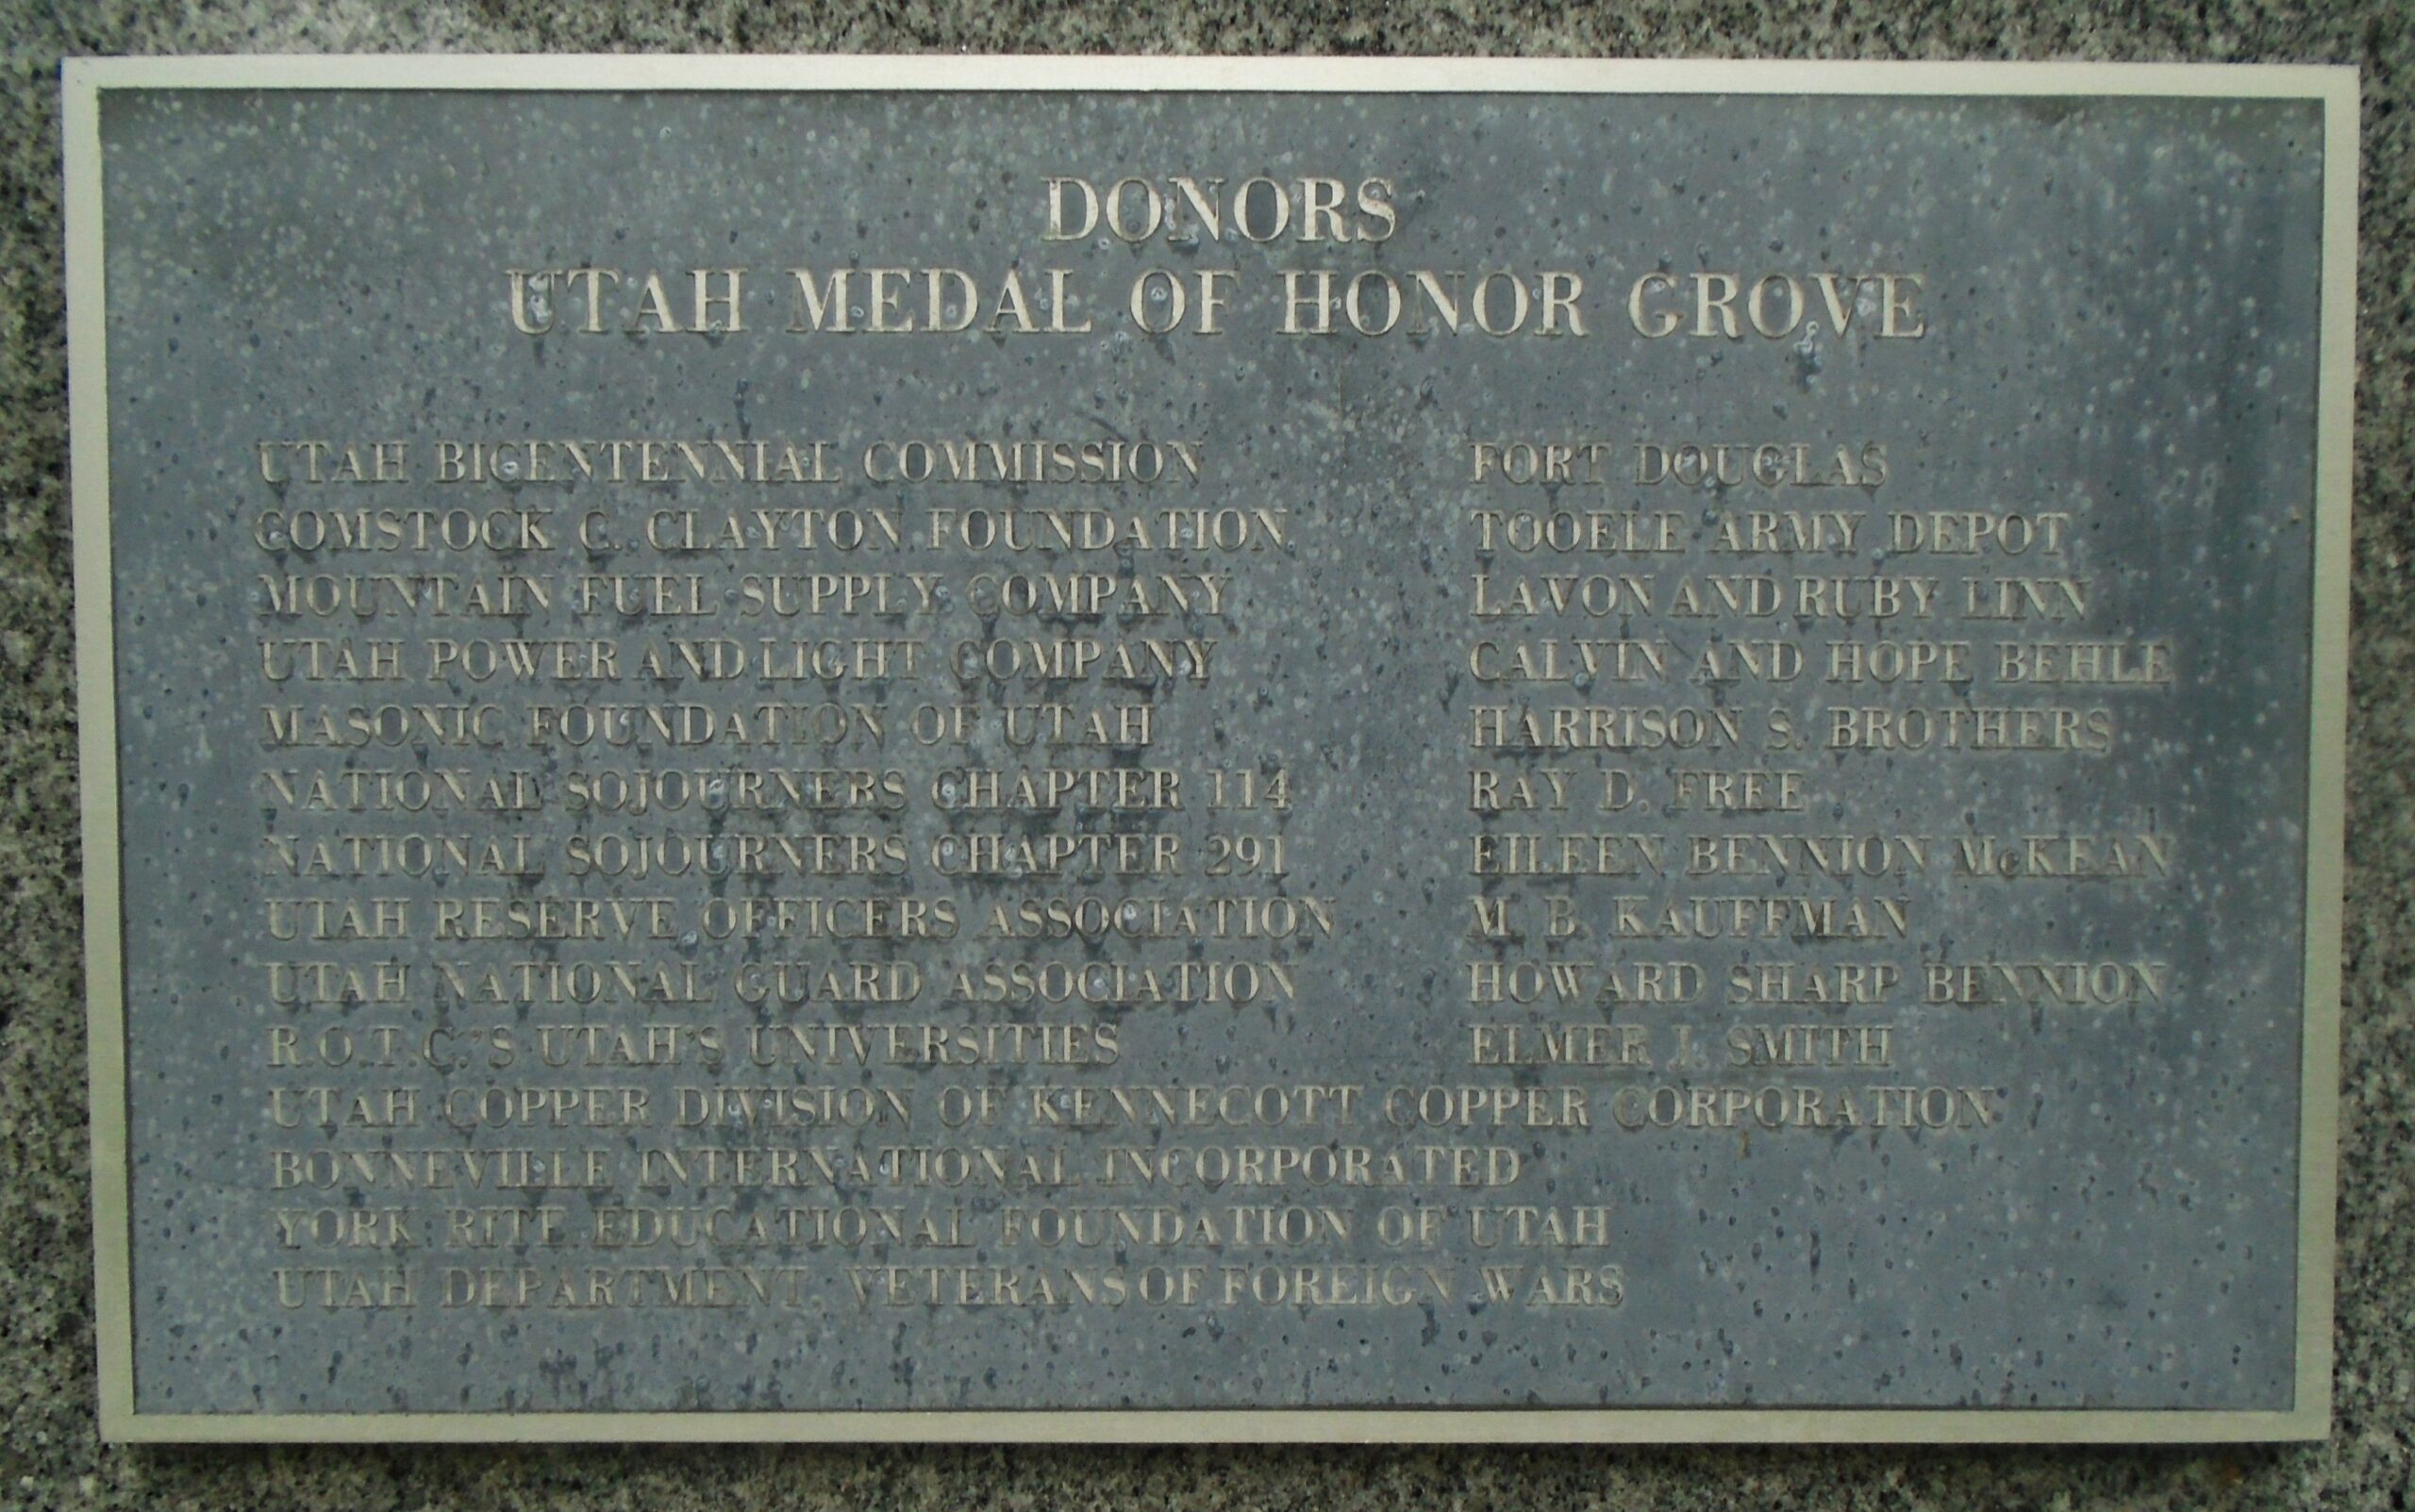 DONORS
UTAH MEDAL OF HONOR GROVE
UTAH BICENTENNIAL COMMISSION
COMSTOCK C. CLAYTON FOUNDATION
MOUNTAIN FUEL SUPPLY COMPANY
UTAH POWER AND LIGHT COMPANY
MASONIC FOUNDATION OF UTAH
NATIONAL SOJOURNERS CHAPTER 114
NATIONAL SOJOURNERS CHAPTER 291
UTAH RESERVE OFFICERS ASSOCIATION
UTAH NATIONAL GUARD ASSOCIATION
R.O.T.C.'S UTAH'S UNIVERSITIES
FORT DOUGLAS
TOOELE ARMY DEPOT
LAVON AND RUBY LINN
CALVIN AND HOPE BEHLE
HARRISON S. BROTHERS
RAY D. FREE
EILEEN BENNION McKEAN
M. B. KAUFFMAN
HOWARD SHARP BENNION
ELMER J. SMITH
UTAH COPPER DIVISION OF KENNECOTT COPPER CORPORATION
BONNEVILLE INTERNATIONAL INCORPORATED
YORK RITE EDUCATIONAL FOUNDATION OF UTAH
UTAH DEPARTMENT, VETERANS OF FOREIGN WARS